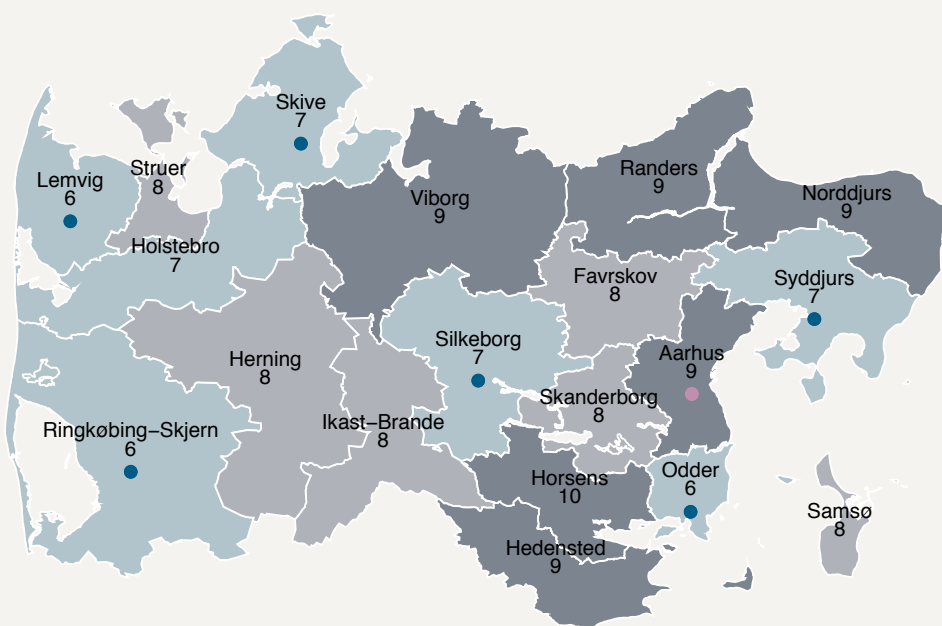 Skive
7
Struer
8
Lemvig
6
Randers
9
Viborg
9
Norddjurs
9
Holstebro
7
Favrskov
8
Syddjurs
7
Silkeborg
7
Herning
8
Aarhus
9
Skanderborg
8
Ikast–Brande
8
Ringkøbing–Skjern
6
Odder
6
Horsens
10
Samsø
8
Hedensted
9